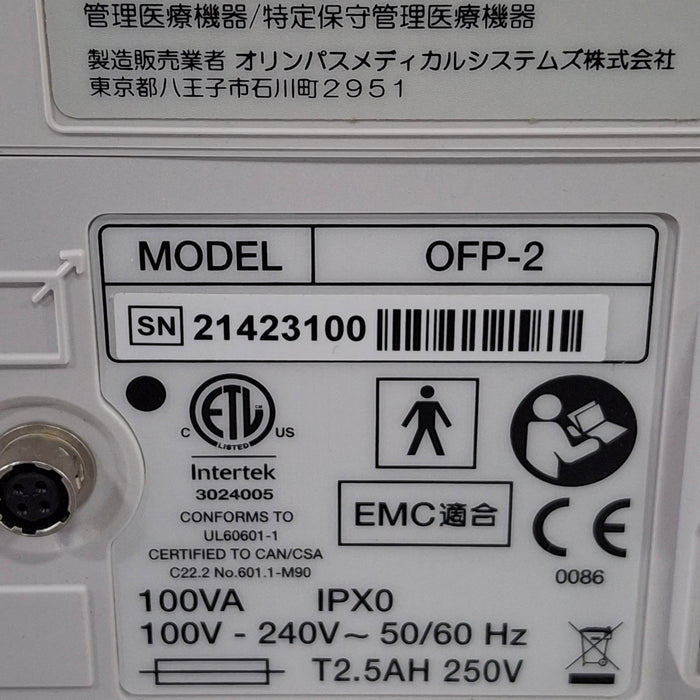 管理医療機器/特定保守管理医療機器
製造販売業者 オリンパスメディカルシステムズ株式会社
東京都八王子市石川町2951
MODEL OFP-2
SN 21423100
ETL CM
C US
LISTED
Intertek
3024005
CONFORMS TO
UL60601-1
CERTIFIED TO CAN/CSA
C22.2 No.601.1-M90
EMC適合
CE
0086
100VA IPX0
100V - 240V~ 50/60 Hz
T2.5AH 250V